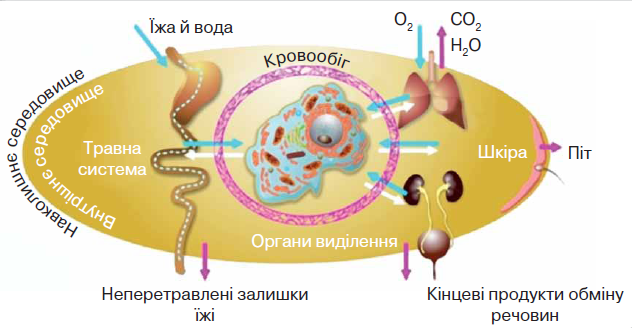 Їжа й вода
O2
CO2
H2O
Кровообіг
Навколишнє середовище
Внутрішнє середовище
Травна
система
Шкіра
Піт
Органи виділення
Неперетравлені залишки
їжі
Кінцеві продукти обміну
речовин